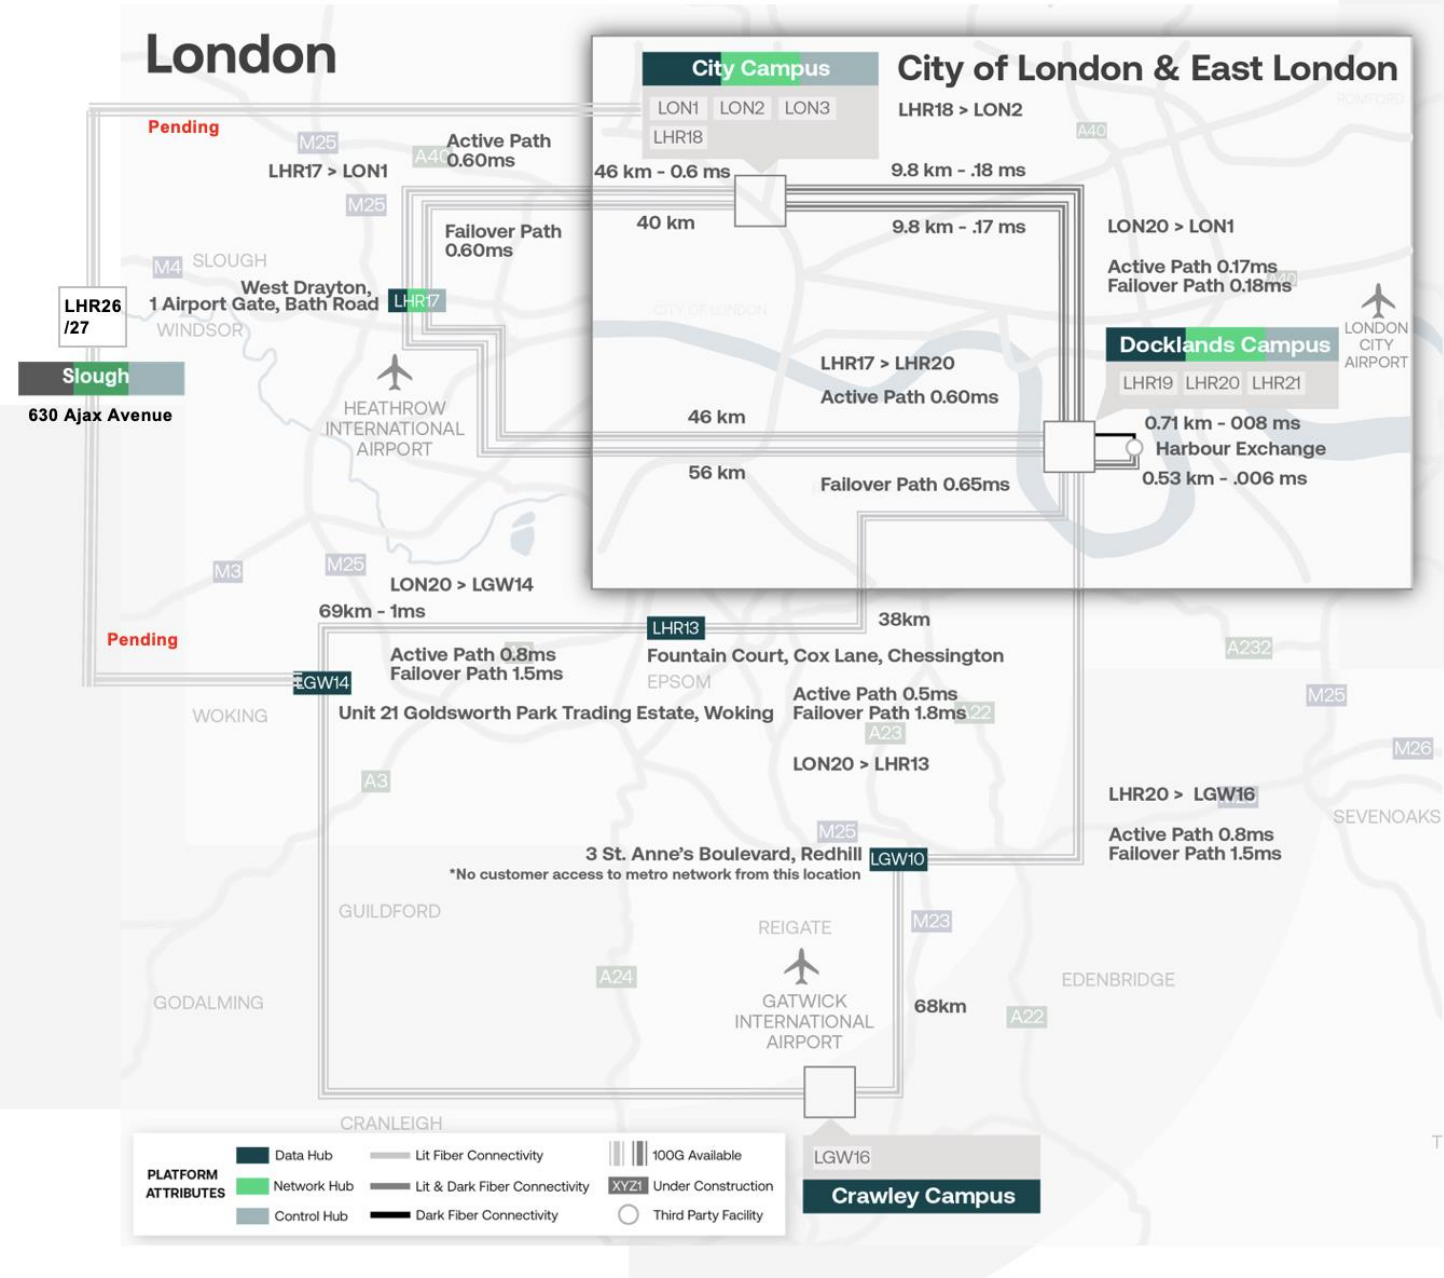 London
City Campus
LON1 LON2 LON3
LHR18
City of London & East London
LHR18 > LON2
ROMFORD
A40
Pending
M25
LHR17 > LON1
A40
Active Path
0.60ms
M25
46 km - 0.6 ms
9.8 km - .18 ms
40 km
9.8 km - .17 ms
Failover Path
0.60ms
LON20 > LON1
Active Path 0.17ms
Failover Path 0.18ms
A40
M4
SLOUGH
West Drayton,
1 Airport Gate, Bath Road
LHR17
WINDSOR
LHR26
/27
CITY OF LONDON
LONDON
CITY
AIRPORT
Docklands Campus
LHR19 LHR20 LHR21
Slough
630 Ajax Avenue
HEATHROW
INTERNATIONAL
AIRPORT
LHR17 > LHR20
Active Path 0.60ms
46 km
56 km
Failover Path 0.65ms
0.71 km - 008 ms
Harbour Exchange
0.53 km - .006 ms
M3
M25
LON20 > LGW14
69km - 1ms
LHR13
38km
Fountain Court, Cox Lane, Chessington
EPSOM
Active Path 0.8ms
Failover Path 1.5ms
Pending
LGW14
WOKING
Unit 21 Goldsworth Park Trading Estate, Woking
Active Path 0.5ms
Failover Path 1.8ms
A22
A23
LON20 > LHR13
A232
M25
M26
A3
LHR20 > LGW16
Active Path 0.8ms
Failover Path 1.5ms
SEVENOAKS
M25
3 St. Anne's Boulevard, Redhill
LGW10
*No customer access to metro network from this location
GUILDFORD
REIGATE
M23
A24
GATWICK
INTERNATIONAL
AIRPORT
EDENBRIDGE
GODALMING
68km
A22
CRANLEIGH
T
LGW16
Crawley Campus
PLATFORM
ATTRIBUTES
Data Hub
Network Hub
Control Hub
Lit Fiber Connectivity
Lit & Dark Fiber Connectivity
Dark Fiber Connectivity
100G Available
XYZ1 Under Construction
Third Party Facility